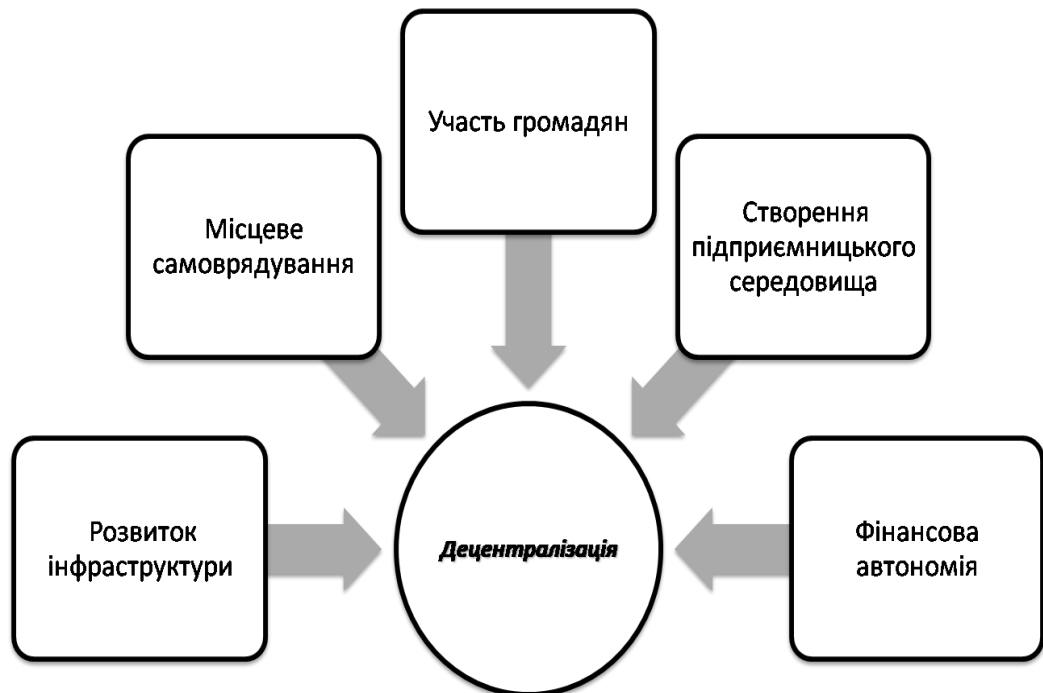 Участь громадян
Місцеве
самоврядування
Створення
підприємницького
середовища
Розвиток
інфраструктури
Децентралізація
Фінансова
автономія